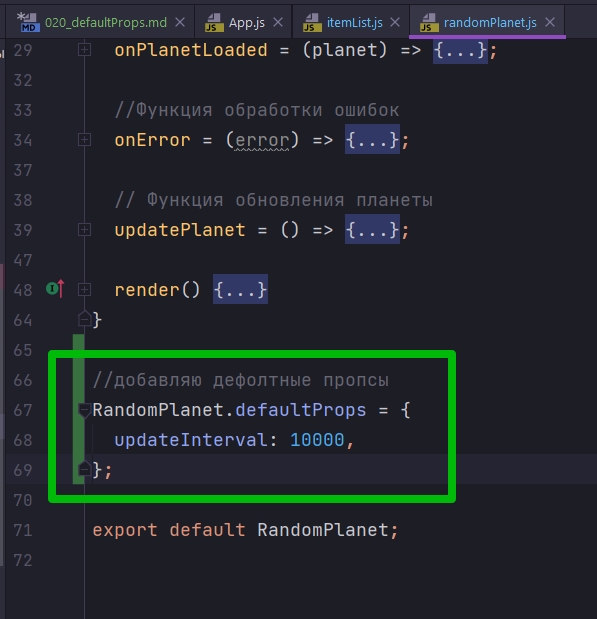 020_defaultProps.md App.js itemList.js randomPlanet.js
29 onPlanetLoaded = (planet) => {...};
32
33 //Функция обработки ошибок
34 onError = (error) => {...};
37
38 // Функция обновления планеты
39 updatePlanet = () => {...};
47
48 render() {...}
64 }
65
66 //добавляю дефолтные пропсы
67 RandomPlanet.defaultProps = {
68 updateInterval: 10000,
69 };
70
71 export default RandomPlanet;
72